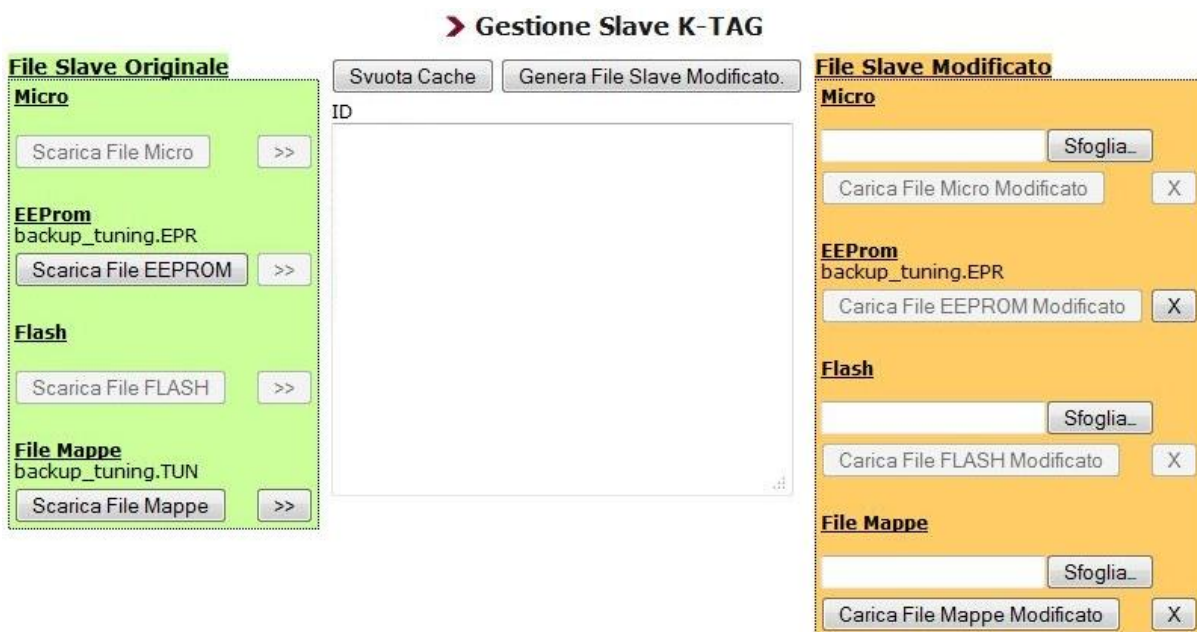 Gestione Slave K-TAG
File Slave Originale
Micro
Scarica File Micro
>>
EEProm
backup_tuning.EPR
Scarica File EEPROM
>>
Flash
Scarica File FLASH
>>
File Mappe
backup_tuning.TUN
Scarica File Mappe
>>
Svuota Cache
Genera File Slave Modificato.
ID
File Slave Modificato
Micro
Sfoglia_
Carica File Micro Modificato
X
EEProm
backup_tuning.EPR
Carica File EEPROM Modificato
X
Flash
Sfoglia_
Carica File FLASH Modificato
X
File Mappe
Sfoglia_
Carica File Mappe Modificato
X